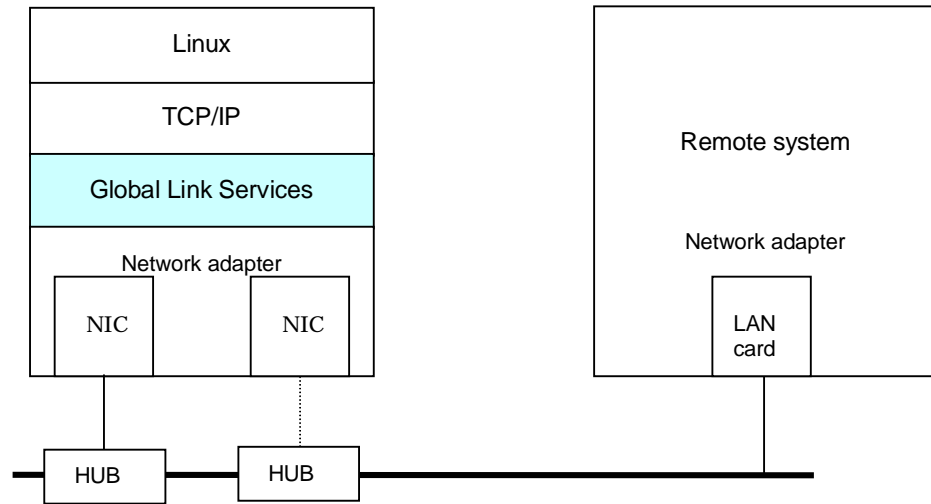 Linux
TCP/IP
Global Link Services
Network adapter
NIC
NIC
HUB
HUB
Remote system
Network adapter
LAN
card